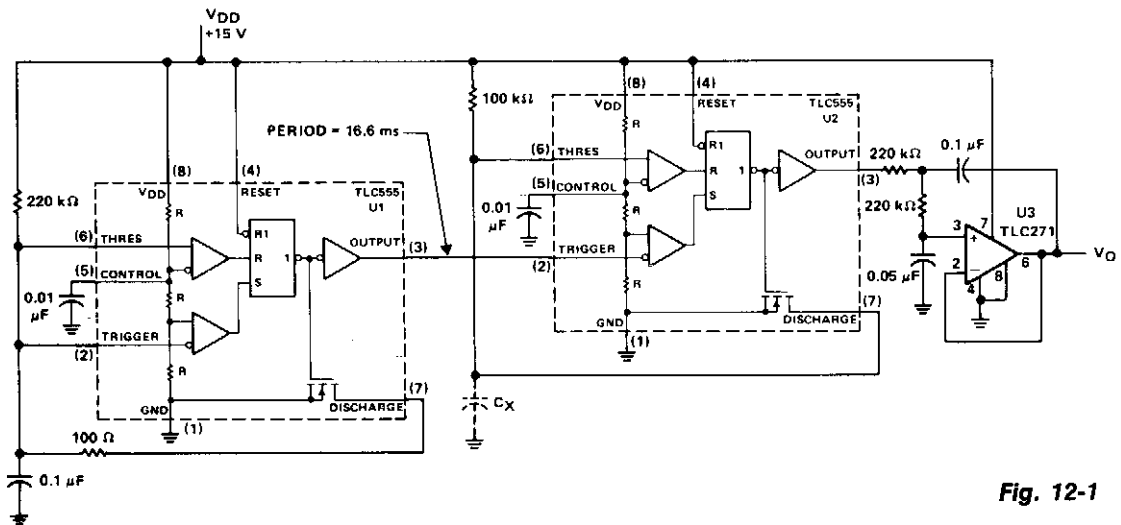 VDD
+15 V
(8)
(4)
RESET
VDD
TLC555
U1
R
220 kΩ
(6)
THRES
R1
R
S
1
OUTPUT
(3)
PERIOD = 16.6 ms
(5)
CONTROL
0.01
µF
R
(2)
TRIGGER
R
GND
(1)
DISCHARGE
(7)
100 Ω
0.1 µF
100 kΩ
(8)
(4)
VDD
RESET
TLC555
U2
R
(6)
THRES
R1
R
S
1
OUTPUT
(3)
(5)
CONTROL
0.01
µF
R
(2)
TRIGGER
R
GND
(1)
DISCHARGE
(7)
CX
220 kΩ
0.1 µF
220 kΩ
0.05 µF
U3
TLC271
3
+
7
2
−
6
4
8
VO
Fig. 12-1